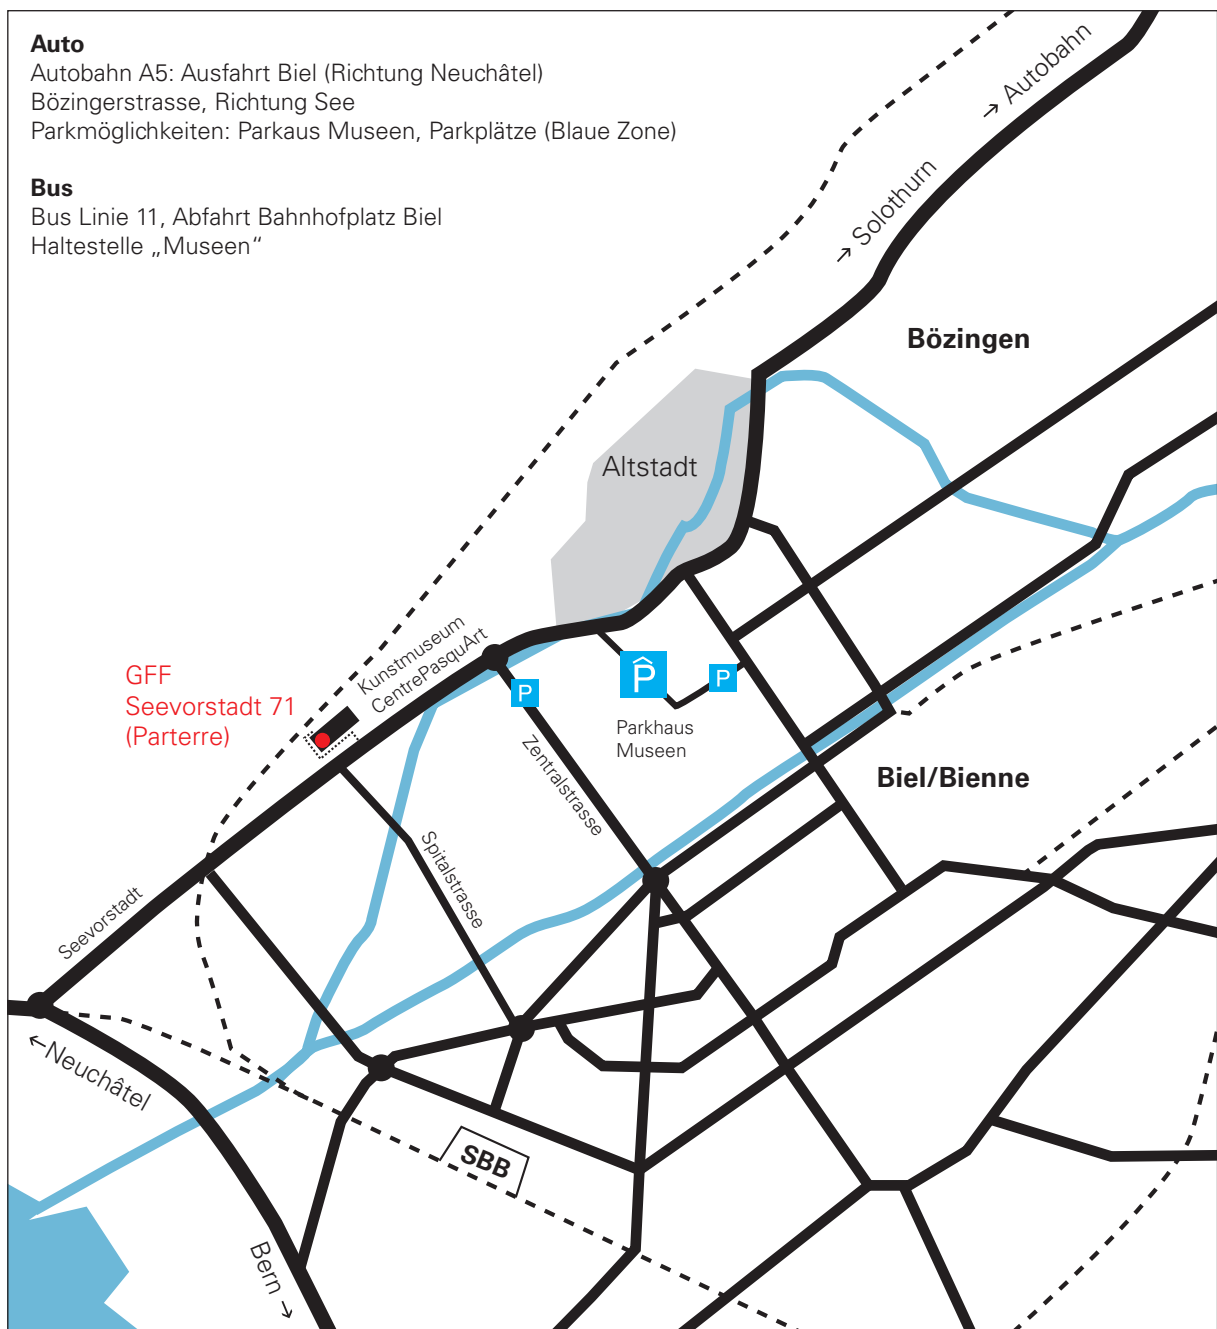 Auto
Autobahn A5: Ausfahrt Biel (Richtung Neuchâtel)
Bözingerstrasse, Richtung See
Parkmöglichkeiten: Parkaus Museen, Parkplätze (Blaue Zone)
Bus
Bus Linie 11, Abfahrt Bahnhofplatz Biel
Haltestelle „Museen“
→ Autobahn
→ Solothurn
Bözingen
Altstadt
Kunstmuseum
CentrePasquArt
GFF
Seevorstadt 71
(Parterre)
P
P
P
Parkhaus
Museen
Zentralstrasse
Biel/Bienne
Spitalstrasse
Seevorstadt
←Neuchâtel
SBB
Bern →